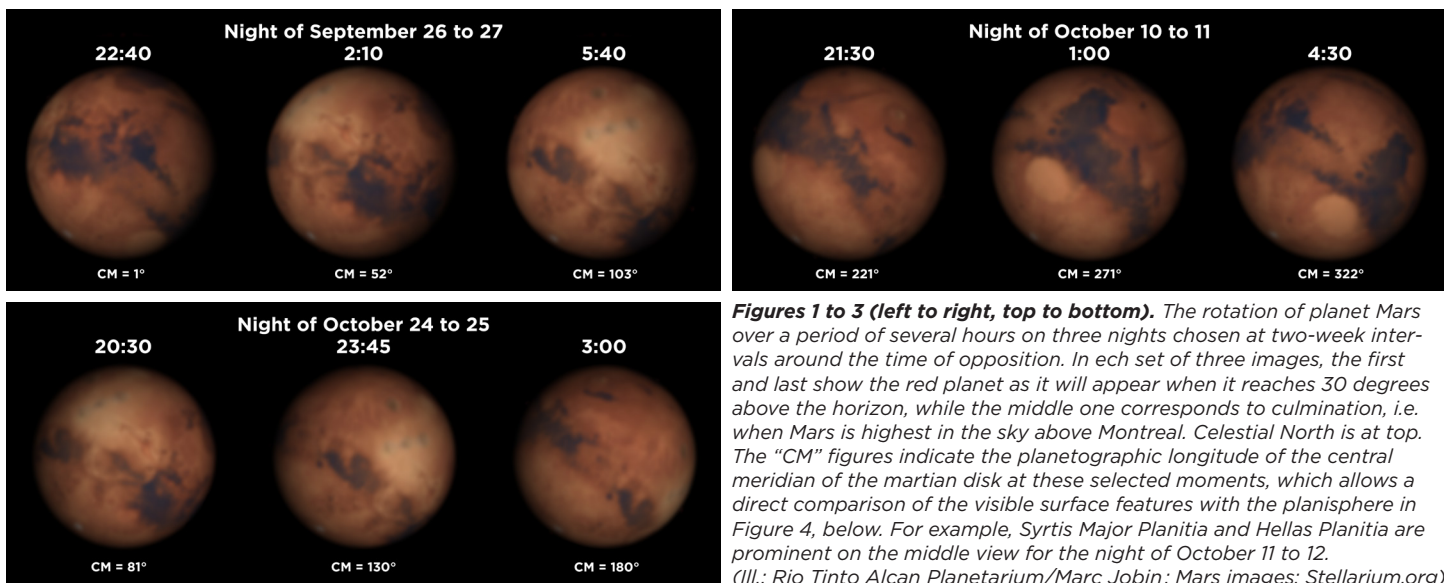 Night of September 26 to 27
22:40 2:10 5:40
CM = 1° CM = 52° CM = 103°
Night of October 10 to 11
21:30 1:00 4:30
CM = 221° CM = 271° CM = 322°
Night of October 24 to 25
20:30 23:45 3:00
CM = 81° CM = 130° CM = 180°
Figures 1 to 3 (left to right, top to bottom). The rotation of planet Mars
over a period of several hours on three nights chosen at two-week inter-
vals around the time of opposition. In ech set of three images, the first
and last show the red planet as it will appear when it reaches 30 degrees
above the horizon, while the middle one corresponds to culmination, i.e.
when Mars is highest in the sky above Montreal. Celestial North is at top.
The “CM” figures indicate the planetographic longitude of the central
meridian of the martian disk at these selected moments, which allows a
direct comparison of the visible surface features with the planisphere in
Figure 4, below. For example, Syrtis Major Planitia and Hellas Planitia are
prominent on the middle view for the night of October 11 to 12.
(Ill.: Rio Tinto Alcan Planetarium/Marc Jobin; Mars images: Stellarium.org)